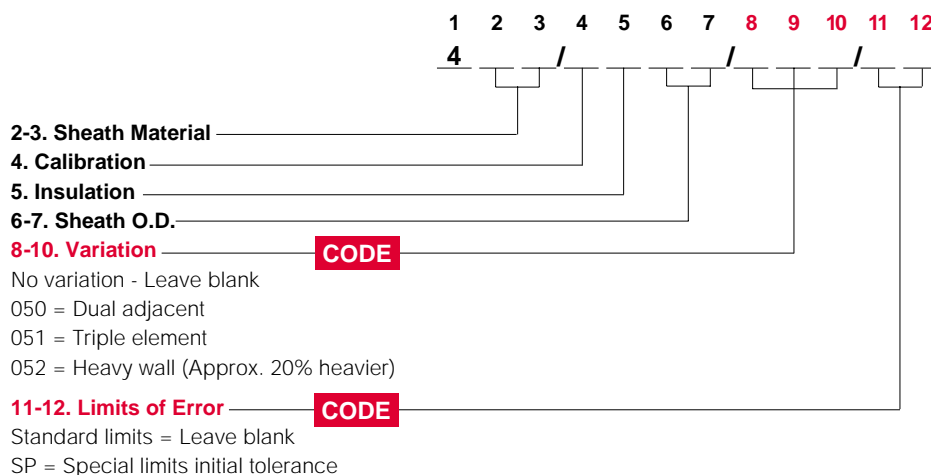 1 2 3 4 5 6 7 8 9 10 11 12
4 / / /
2-3. Sheath Material
4. Calibration
5. Insulation
6-7. Sheath O.D.
8-10. Variation CODE
No variation - Leave blank
050 = Dual adjacent
051 = Triple element
052 = Heavy wall (Approx. 20% heavier)
11-12. Limits of Error CODE
Standard limits = Leave blank
SP = Special limits initial tolerance